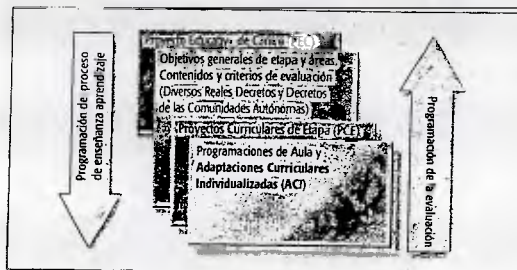 Programación de proceso
de enseñanza aprendizaje
Proyecto Educativo de Centro (PEC)
Objetivos generales de etapa y áreas,
Contenidos y criterios de evaluación
(Diversos Reales Decretos y Decretos
de las Comunidades Autónomas)
Proyectos Curriculares de Etapa (PCE)
Programaciones de Aula y
Adaptaciones Curriculares
Individualizadas (ACI)
Programación de la evaluación